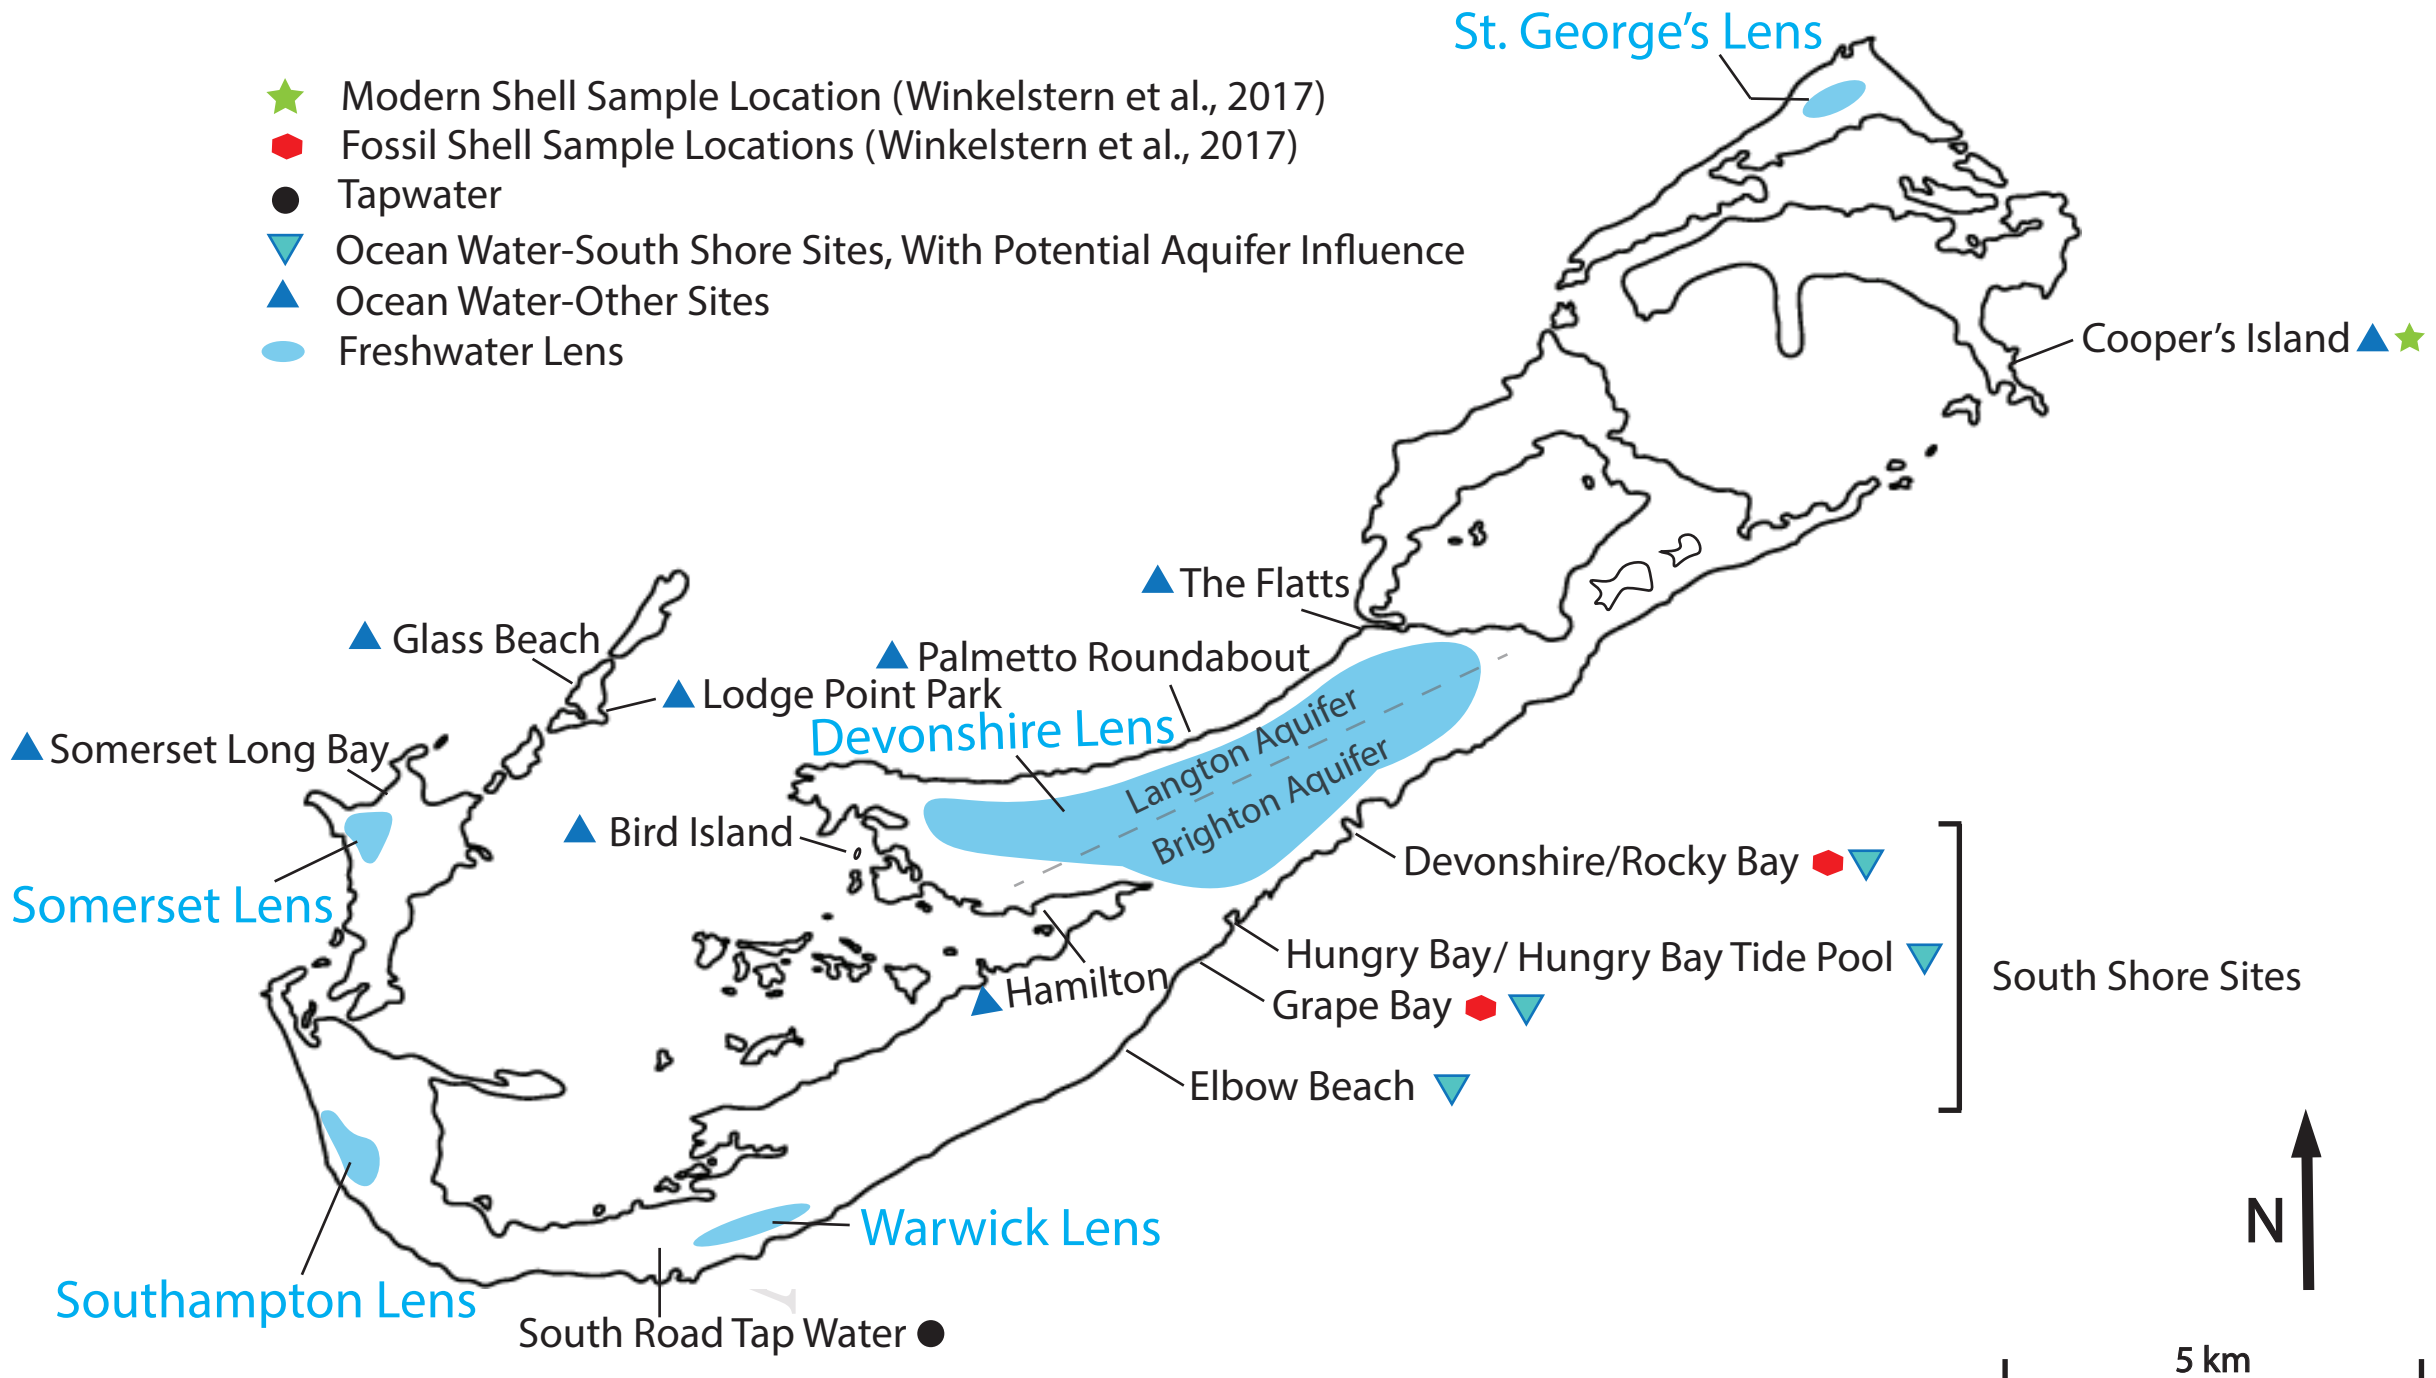 St. George’s Lens
Modern Shell Sample Location (Winkelstern et al., 2017)
Fossil Shell Sample Locations (Winkelstern et al., 2017)
Tapwater
Ocean Water-South Shore Sites, With Potential Aquifer Influence
Ocean Water-Other Sites
Freshwater Lens
Cooper’s Island
The Flatts
Glass Beach
Palmetto Roundabout
Lodge Point Park
Devonshire Lens
Somerset Long Bay
Langton Aquifer
Brighton Aquifer
Bird Island
Devonshire/Rocky Bay
Somerset Lens
Hungry Bay/ Hungry Bay Tide Pool
South Shore Sites
Hamilton
Grape Bay
Elbow Beach
N
Warwick Lens
Southampton Lens
South Road Tap Water
5 km